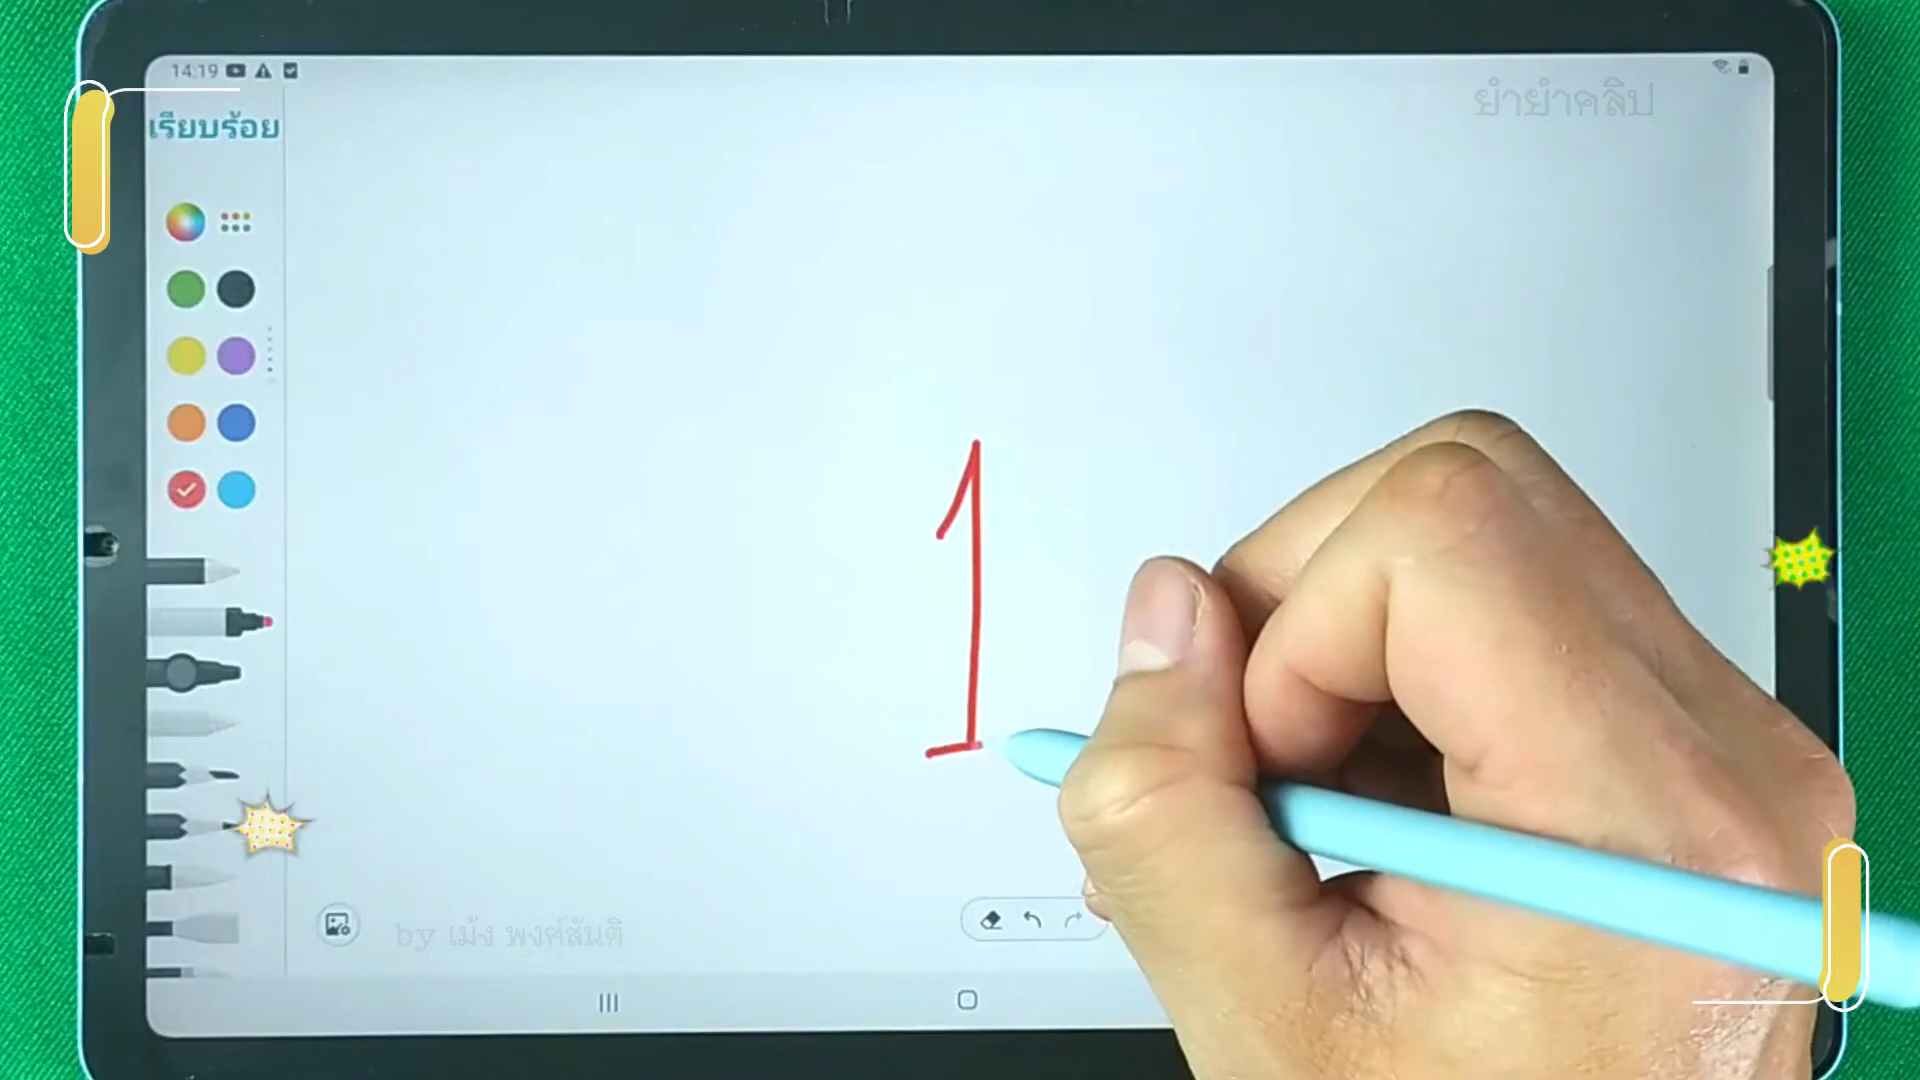 14:19
ยำยำคลิป
เรียบร้อย
1
by เม้ง พงศ์สันติ